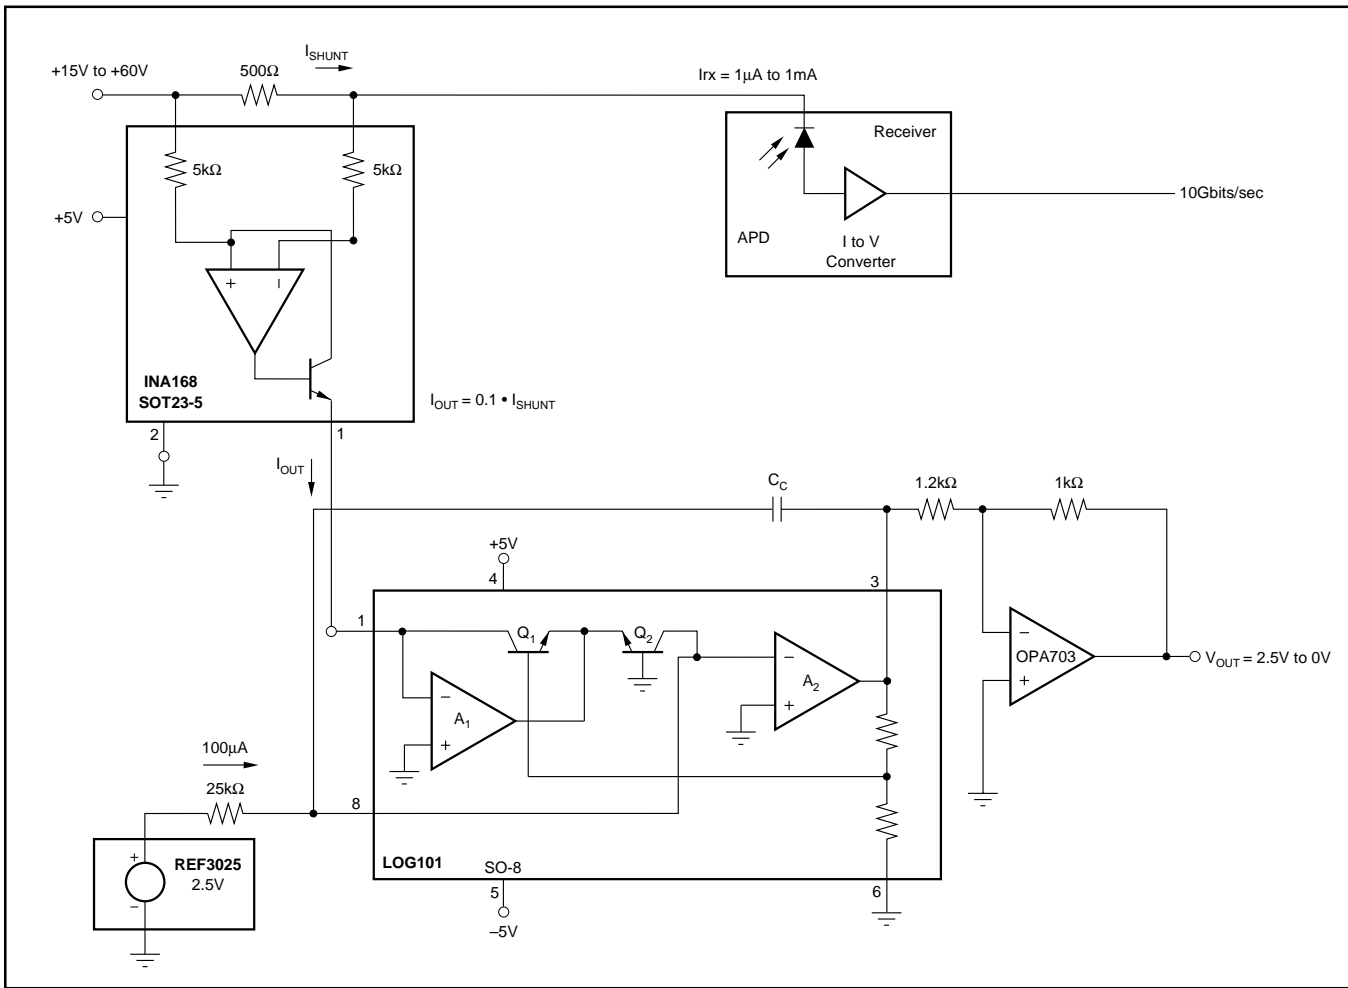 I_SHUNT
+15V to +60V
500Ω
Irx = 1µA to 1mA
Receiver
5kΩ
5kΩ
10Gbits/sec
+5V
APD
I to V
Converter
+
–
INA168
SOT23-5
I_OUT = 0.1 • I_SHUNT
2
1
I_OUT
C_C
1.2kΩ
1kΩ
+5V
4
3
1
Q_1
Q_2
–
OPA703
+
V_OUT = 2.5V to 0V
–
A_1
+
–
A_2
+
100µA
25kΩ
8
REF3025
2.5V
+
–
LOG101
SO-8
5
6
–5V